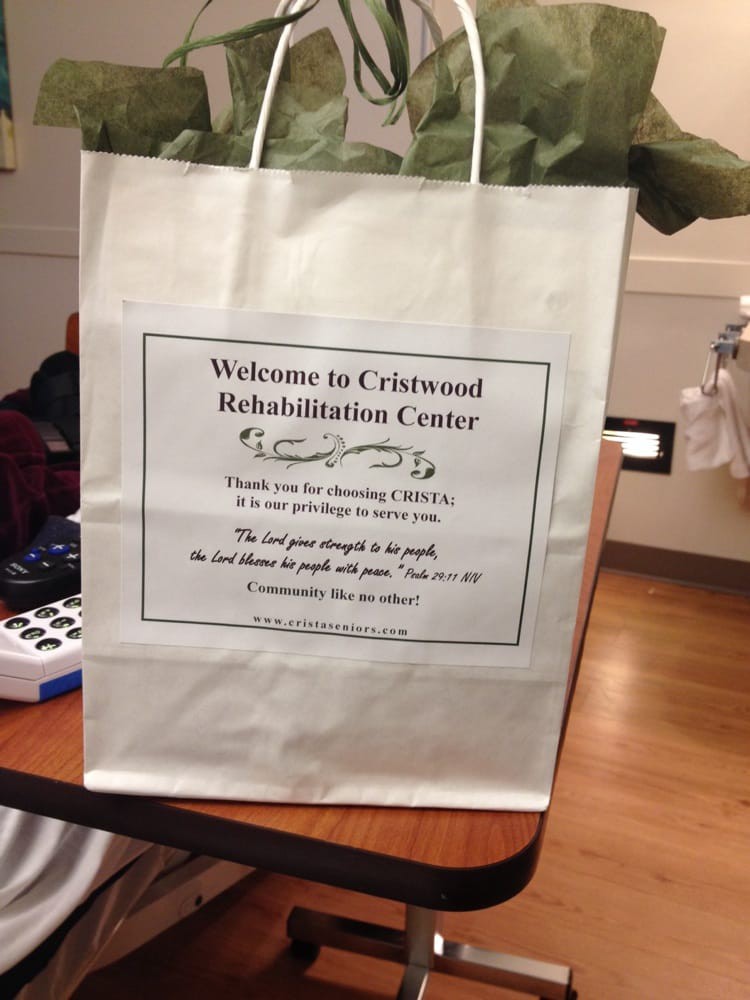 Welcome to Cristwood
Rehabilitation Center
Thank you for choosing CRISTA;
it is our privilege to serve you.
"The Lord gives strength to his people,
the Lord blesses his people with peace." Psalm 29:11 NIV
Community like no other!
www.cristaseniors.com
SONY